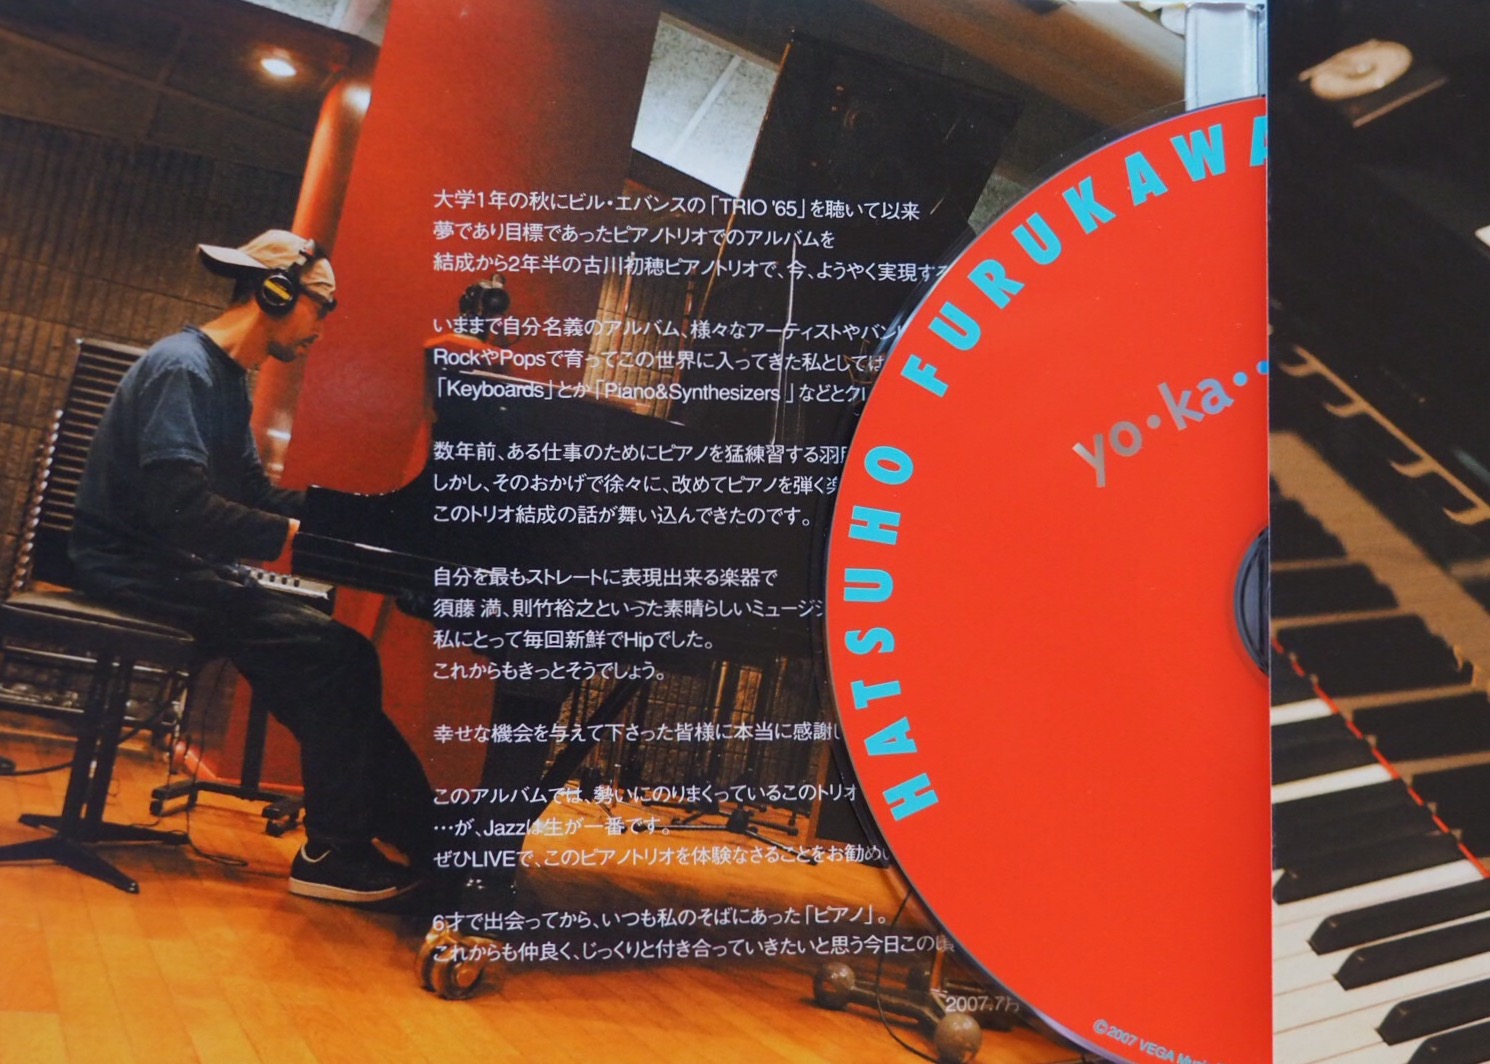 大学1年の秋にビル・エバンスの「TRIO '65」を聴いて以来
夢であり目標であったピアノトリオでのアルバムを
結成から2年半の古川初穂ピアノトリオで、今、ようやく実現する
いままで自分名義のアルバム、様々なアーティストやバン
RockやPopsで育ってこの世界に入ってきた私としては
「Keyboards」とか「Piano&Synthesizers 」などとク
数年前、ある仕事のためにピアノを猛練習する羽
しかし、そのおかげで徐々に、改めてピアノを弾く
このトリオ結成の話が舞い込んできたのです。
自分を最もストレートに表現出来る楽器で
須藤 満、則竹裕之といった素晴らしいミュージシ
私にとって毎回新鮮でHipでした。
これからもきっとそうでしょう。
幸せな機会を与えて下さった皆様に本当に感謝し
このアルバムでは、勢いにのりまくっているこのトリオ
…が、Jazzは生が一番です。
ぜひLIVEで、このピアノトリオを体験なさることをお勧め
6才で出会ってから、いつも私のそばにあった「ピアノ」。
これからも仲良く、じっくりと付き合っていきたいと思う今日この頃
2007.7月
HATSUHO FURUKAWA
yo・ka・・
©2007 VEGA Music